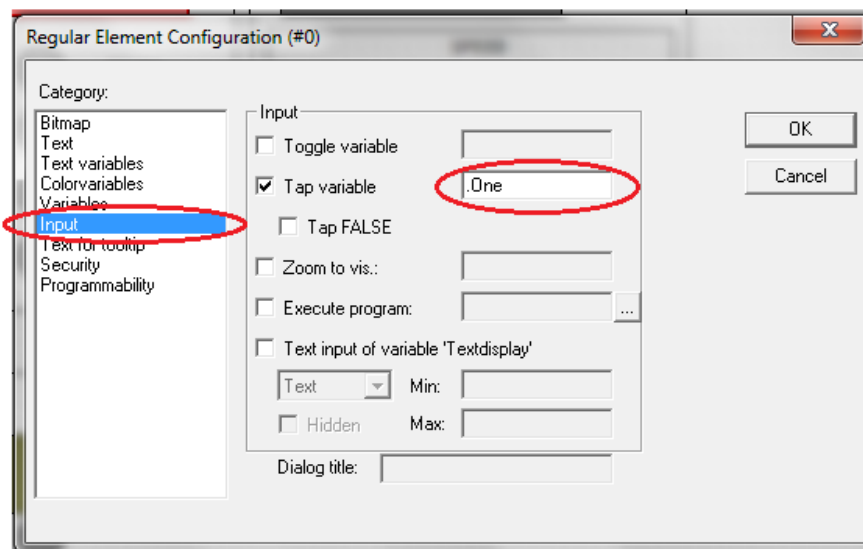 Regular Element Configuration (#0)
Category:
Bitmap
Text
Text variables
Colorvariables
Variables
Input
Text for tooltip
Security
Programmability
Input
Toggle variable
Tap variable .One
Tap FALSE
Zoom to vis.:
Execute program: ...
Text input of variable 'Textdisplay'
Text Min:
Hidden Max:
Dialog title:
OK
Cancel